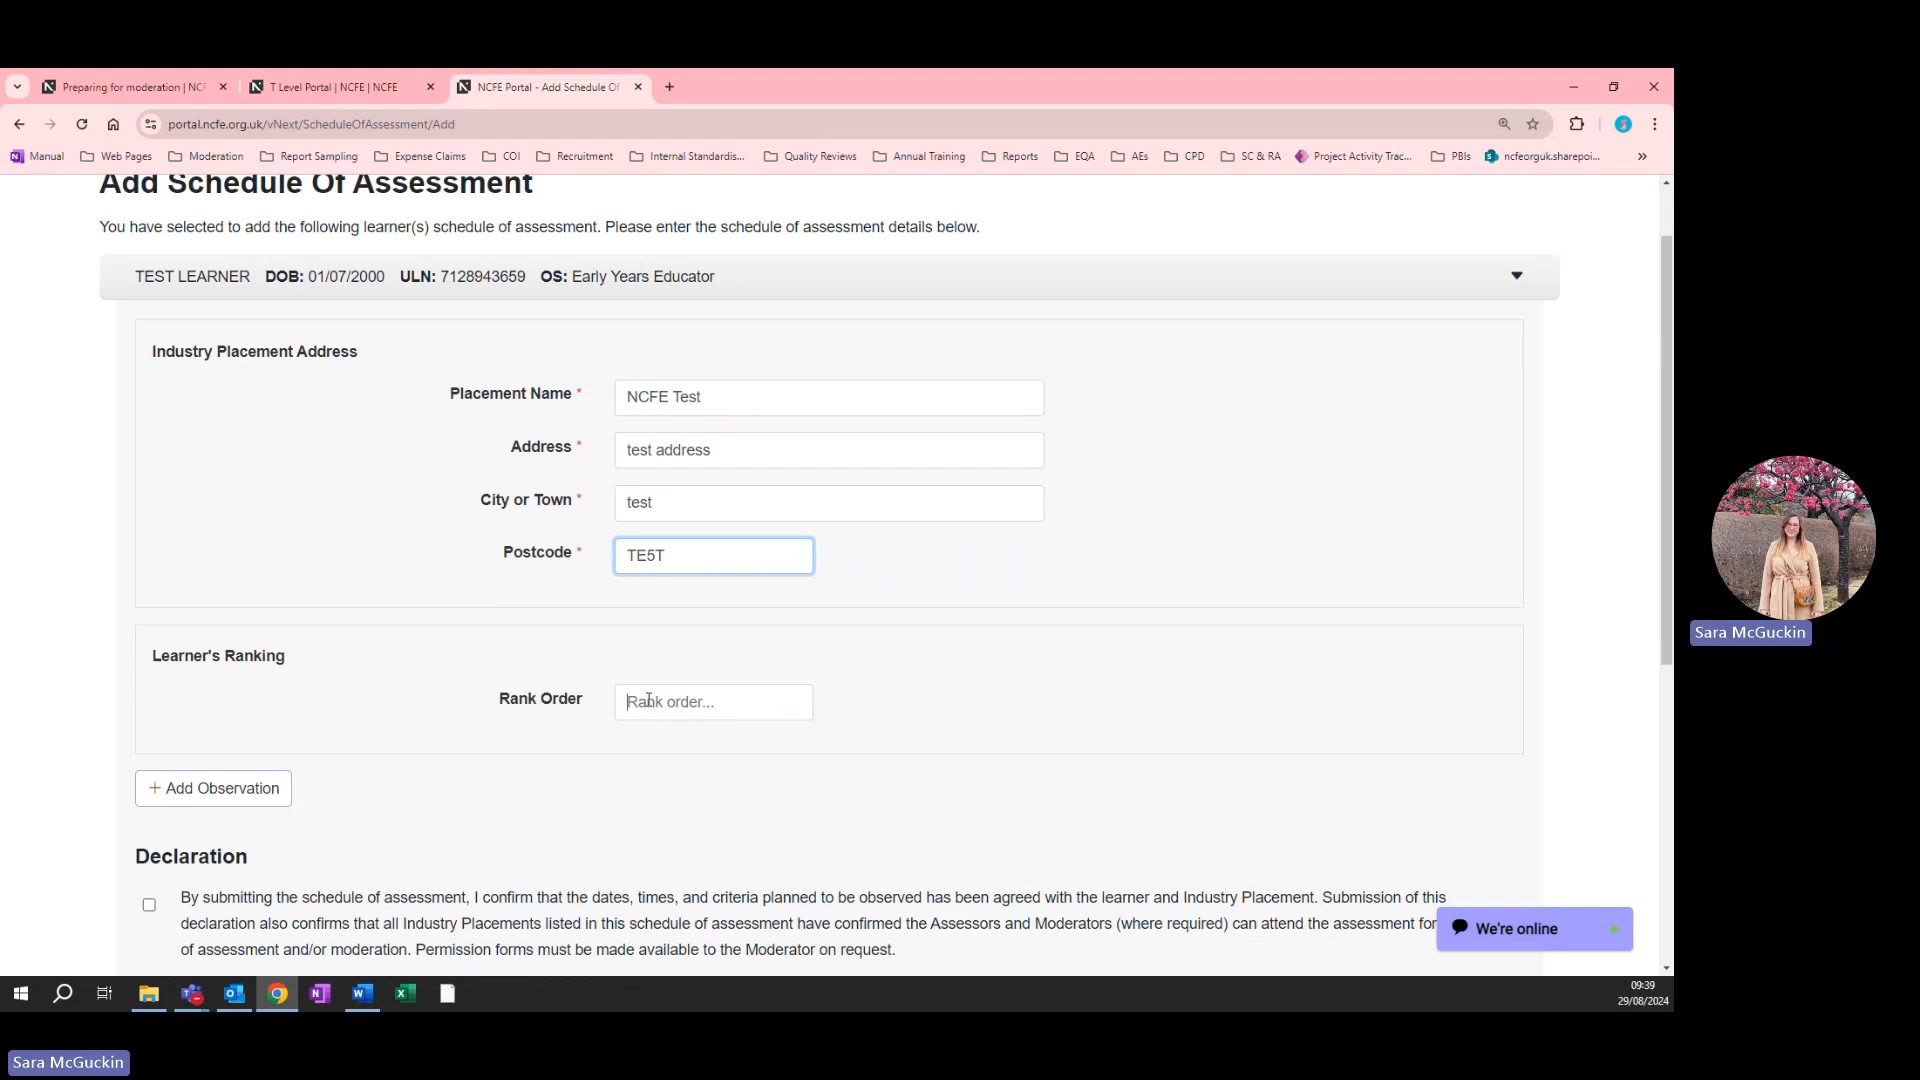 Preparing for moderation | NCF
T Level Portal | NCFE | NCFE
NCFE Portal - Add Schedule Of
portal.ncfe.org.uk/vNext/ScheduleOfAssessment/Add
Manual Web Pages Moderation Report Sampling Expense Claims COI Recruitment Internal Standardis... Quality Reviews Annual Training Reports EQA AEs CPD SC & RA Project Activity Trac... PBIs ncfeorguk.sharepoi... »
Add Schedule Of Assessment
You have selected to add the following learner(s) schedule of assessment. Please enter the schedule of assessment details below.
TEST LEARNER DOB: 01/07/2000 ULN: 7128943659 OS: Early Years Educator
Industry Placement Address
Placement Name * NCFE Test
Address * test address
City or Town * test
Postcode * TE5T
Learner's Ranking
Rank Order Rank order...
+ Add Observation
Declaration
By submitting the schedule of assessment, I confirm that the dates, times, and criteria planned to be observed has been agreed with the learner and Industry Placement. Submission of this
declaration also confirms that all Industry Placements listed in this schedule of assessment have confirmed the Assessors and Moderators (where required) can attend the assessment for
of assessment and/or moderation. Permission forms must be made available to the Moderator on request.
We're online
09:39
29/08/2024
Sara McGuckin
Sara McGuckin